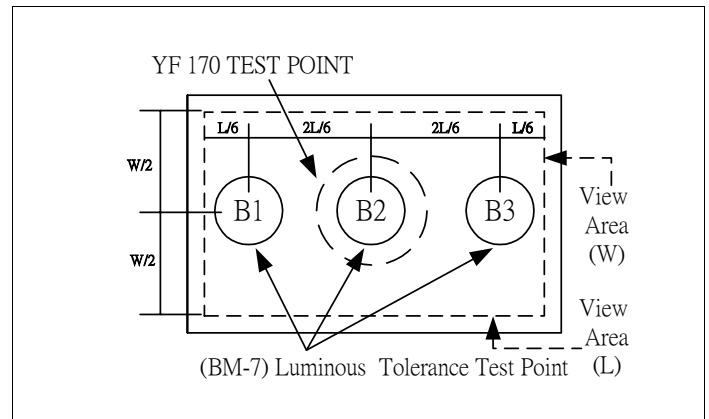 YF 170 TEST POINT
L/6 2L/6 2L/6 L/6
W/2
B1 B2 B3
View
Area
(W)
W/2
View
Area
(L)
(BM-7) Luminous Tolerance Test Point